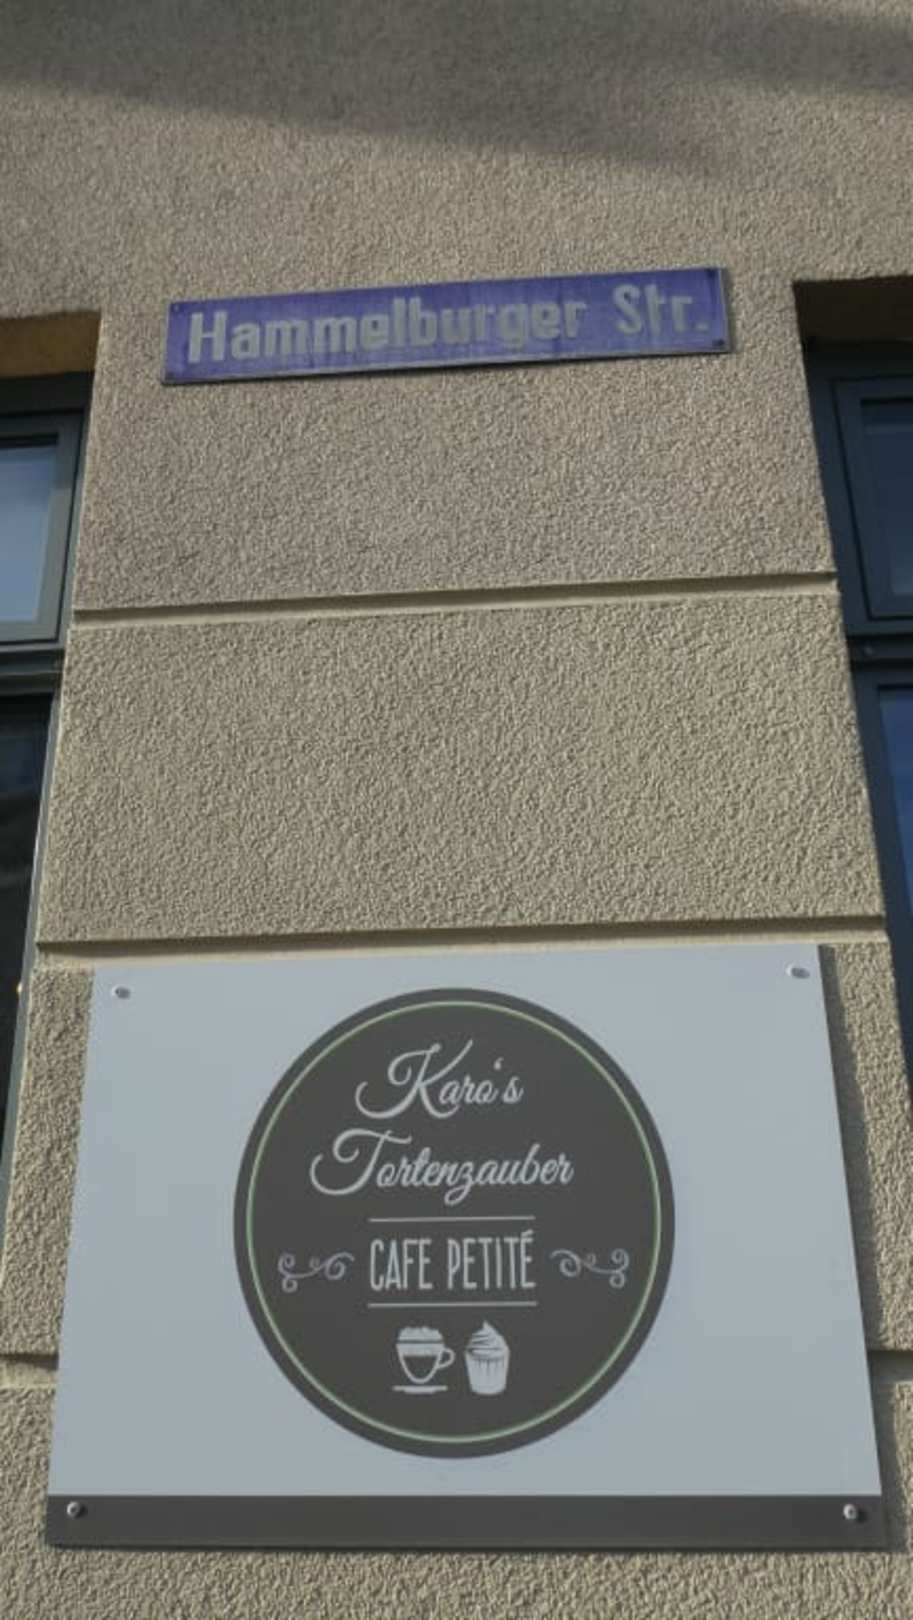 Hammelburger Str.
Karo's
Tortenzauber
CAFE PETITÉ